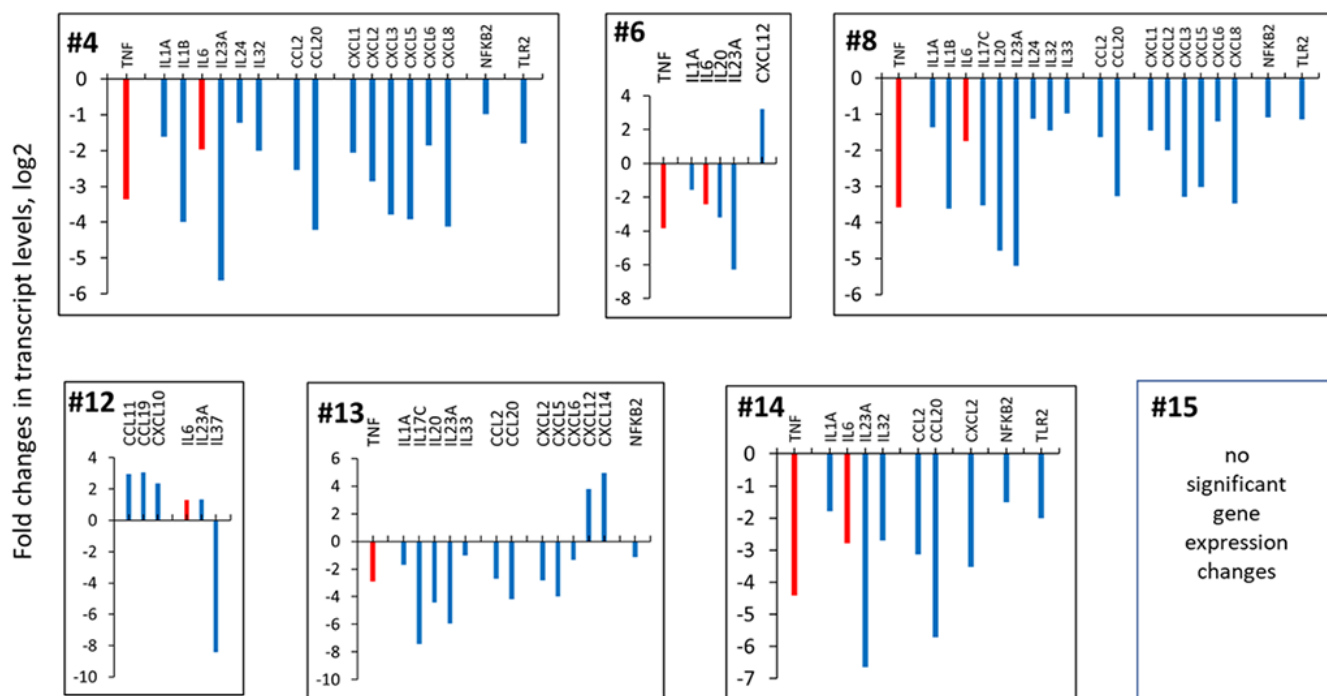 Fold changes in transcript levels, log2
#4
TNF
IL1A
IL1B
IL6
IL23A
IL24
IL32
CCL2
CCL20
CXCL1
CXCL2
CXCL3
CXCL5
CXCL6
CXCL8
NFKB2
TLR2
0
-1
-2
-3
-4
-5
-6
#6
TNF
IL1A
IL6
IL20
IL23A
CXCL12
4
2
0
-2
-4
-6
-8
#8
TNF
IL1A
IL1B
IL6
IL17C
IL20
IL23A
IL24
IL32
IL33
CCL2
CCL20
CXCL1
CXCL2
CXCL3
CXCL5
CXCL6
CXCL8
NFKB2
TLR2
0
-1
-2
-3
-4
-5
-6
#12
CCL11
CCL19
CXCL10
IL6
IL23A
IL37
4
2
0
-2
-4
-6
-8
-10
#13
TNF
IL1A
IL17C
IL20
IL23A
IL33
CCL2
CCL20
CXCL2
CXCL5
CXCL6
CXCL12
CXCL14
NFKB2
6
4
2
0
-2
-4
-6
-8
-10
#14
TNF
IL1A
IL6
IL23A
IL32
CCL2
CCL20
CXCL2
NFKB2
TLR2
0
-1
-2
-3
-4
-5
-6
-7
#15
no
significant
gene
expression
changes